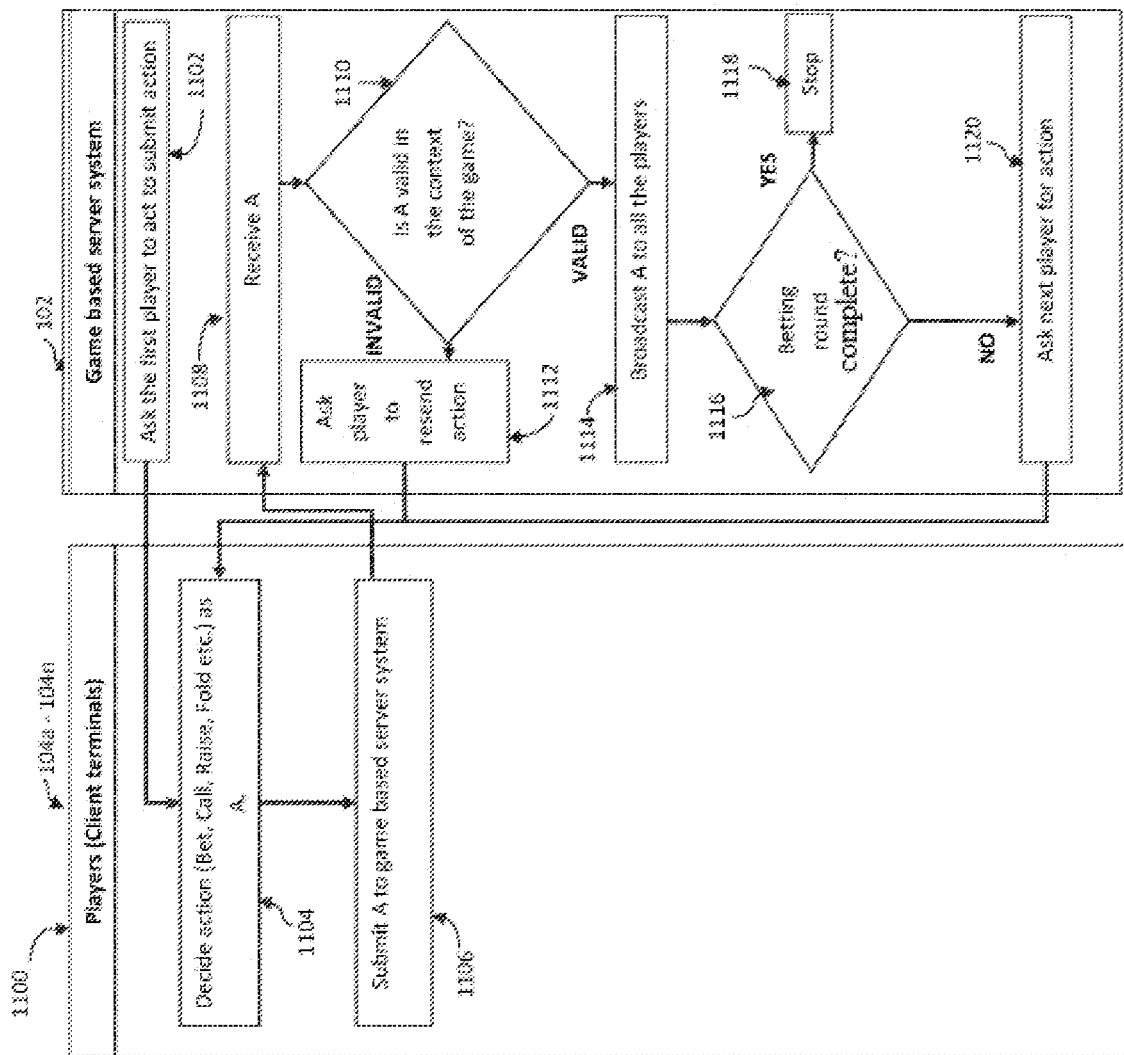 1100
104a - 104n
Players (Client terminals)
Decide action (Bet, Call, Raise, Fold etc.) as
A
1104
Submit A to game based server system
1106
102
Game based server system
Ask the first player to act to submit action
1102
1108
Receive A
1110
Is A valid in
the context
of the game?
INVALID
VALID
Ask
player
to
resend
action
1112
1114
Broadcast A to all the players
1116
Betting
round
complete?
YES
1118
Stop
NO
1120
Ask next player for action